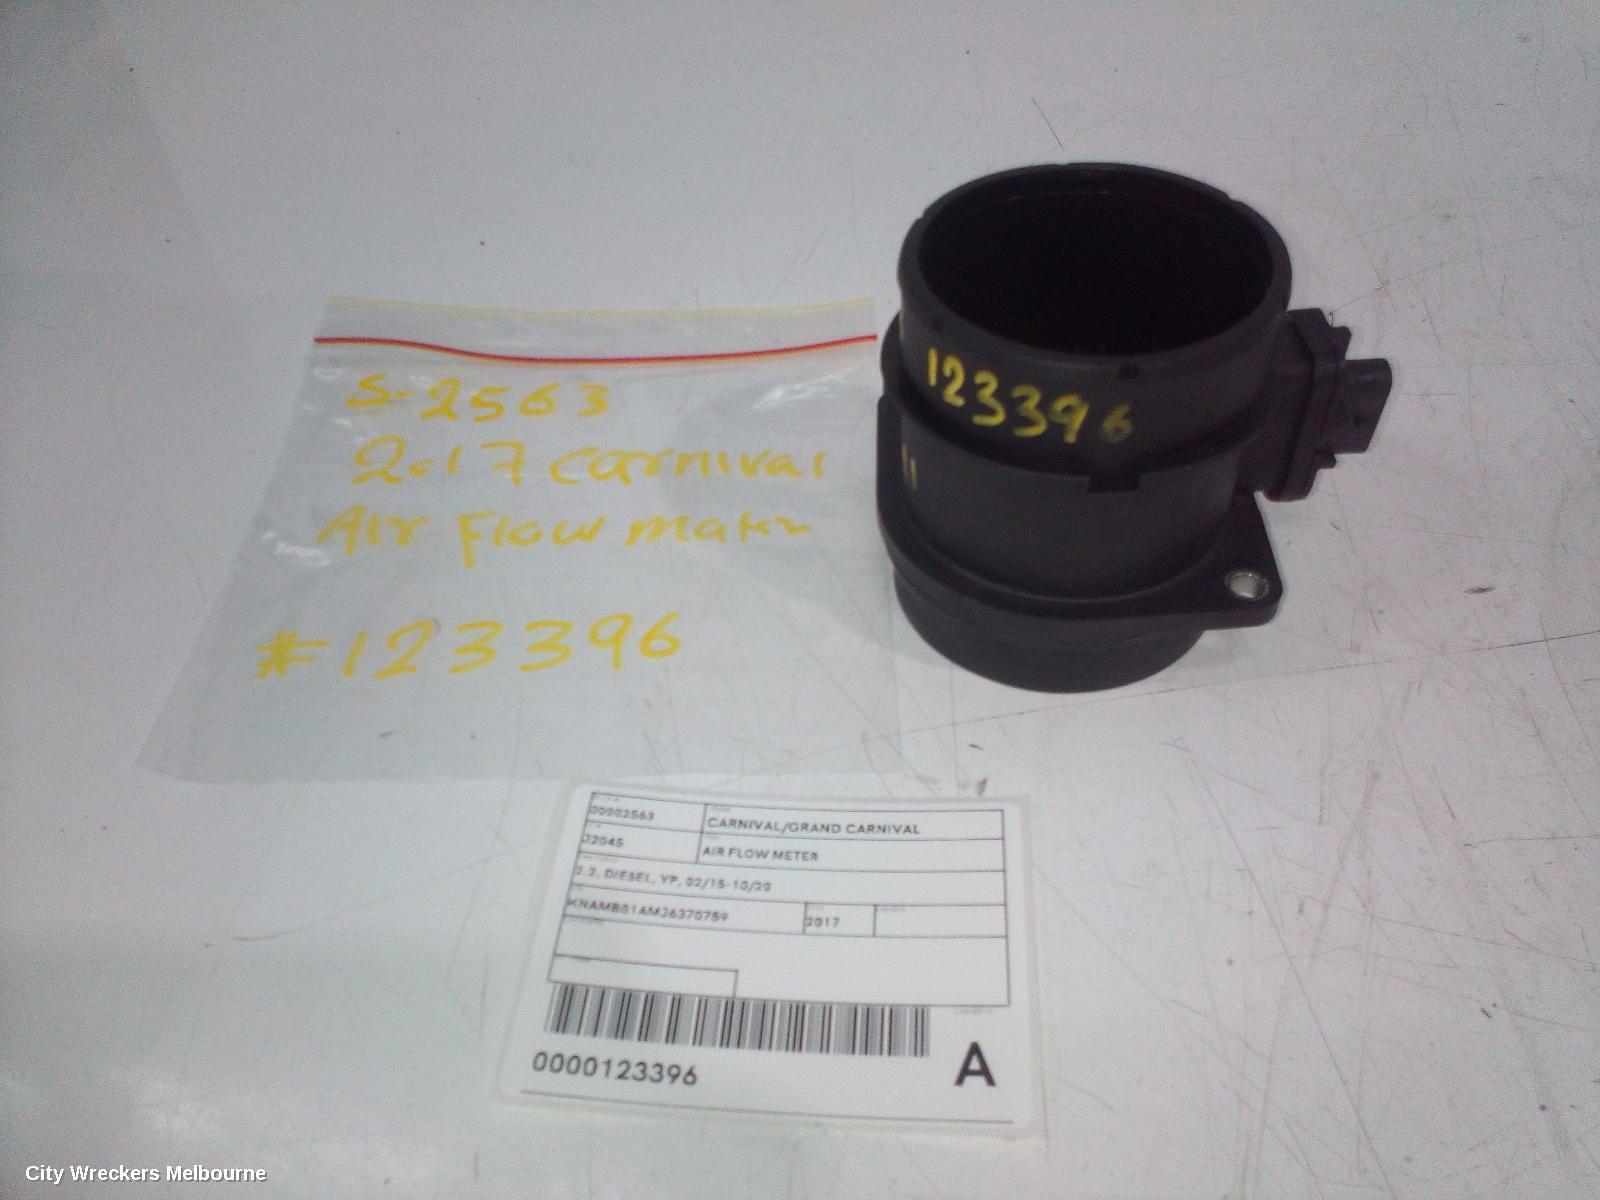 S-2563
2017 Carnival
Air Flow mater
#123396
123396
00002563
CARNIVAL/GRAND CARNIVAL
AIR FLOW METER
2.2, DIESEL, YP, 02/15-10/20
2017
0000123396
A
City Wreckers Melbourne